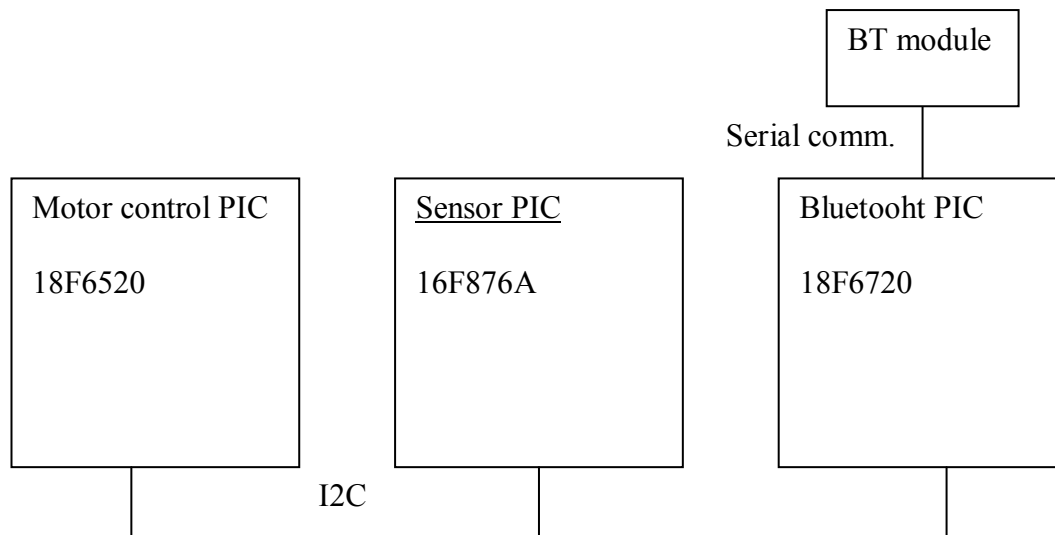 BT module
Serial comm.
Motor control PIC
18F6520
Sensor PIC
16F876A
Bluetooht PIC
18F6720
I2C